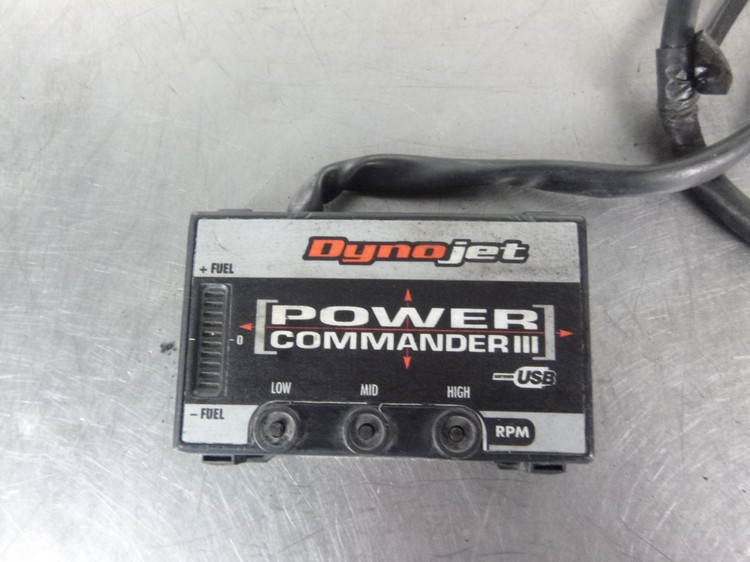 Dynojet
+ FUEL
POWER
0
COMMANDER III
USB
LOW MID HIGH
– FUEL
RPM